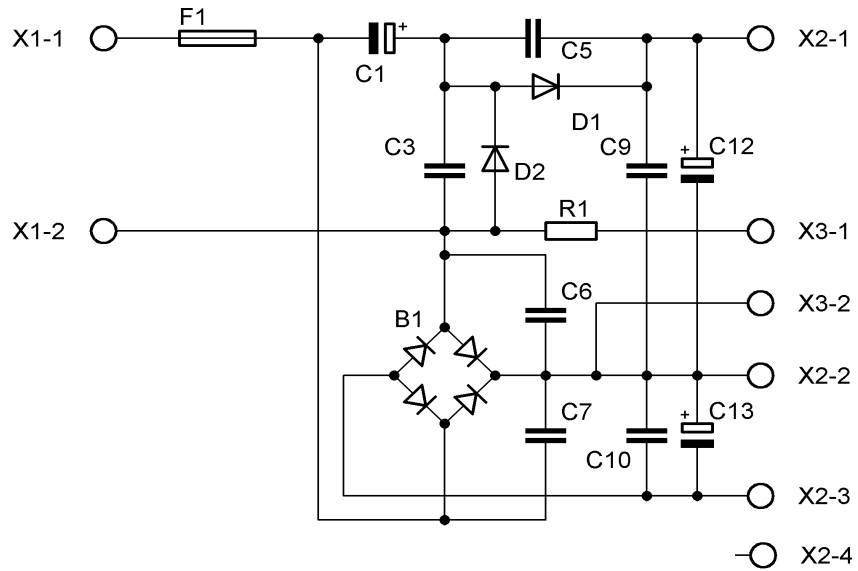 F1
X1-1
X2-1
C5
C1
D1
C3
C9
+ C12
D2
R1
X1-2
X3-1
C6
X3-2
B1
X2-2
C7
+ C13
C10
X2-3
X2-4